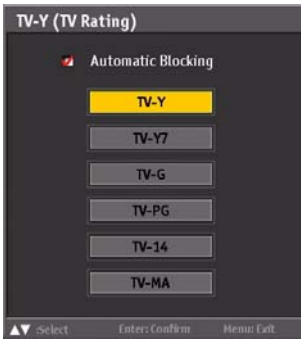 TV-Y (TV Rating)
Automatic Blocking
TV-Y
TV-Y7
TV-G
TV-PG
TV-14
TV-MA
▲▼ :Select Enter: Confirm Menu: Exit